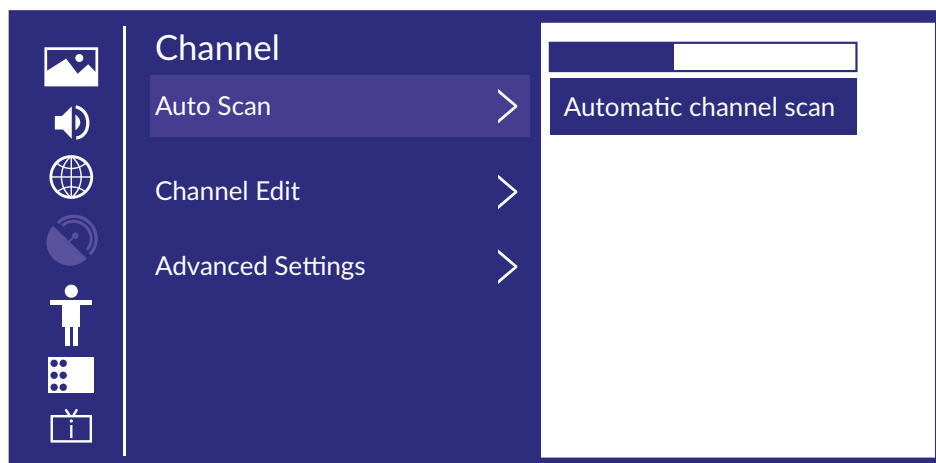 Channel
Auto Scan
Automatic channel scan
Channel Edit
Advanced Settings
i